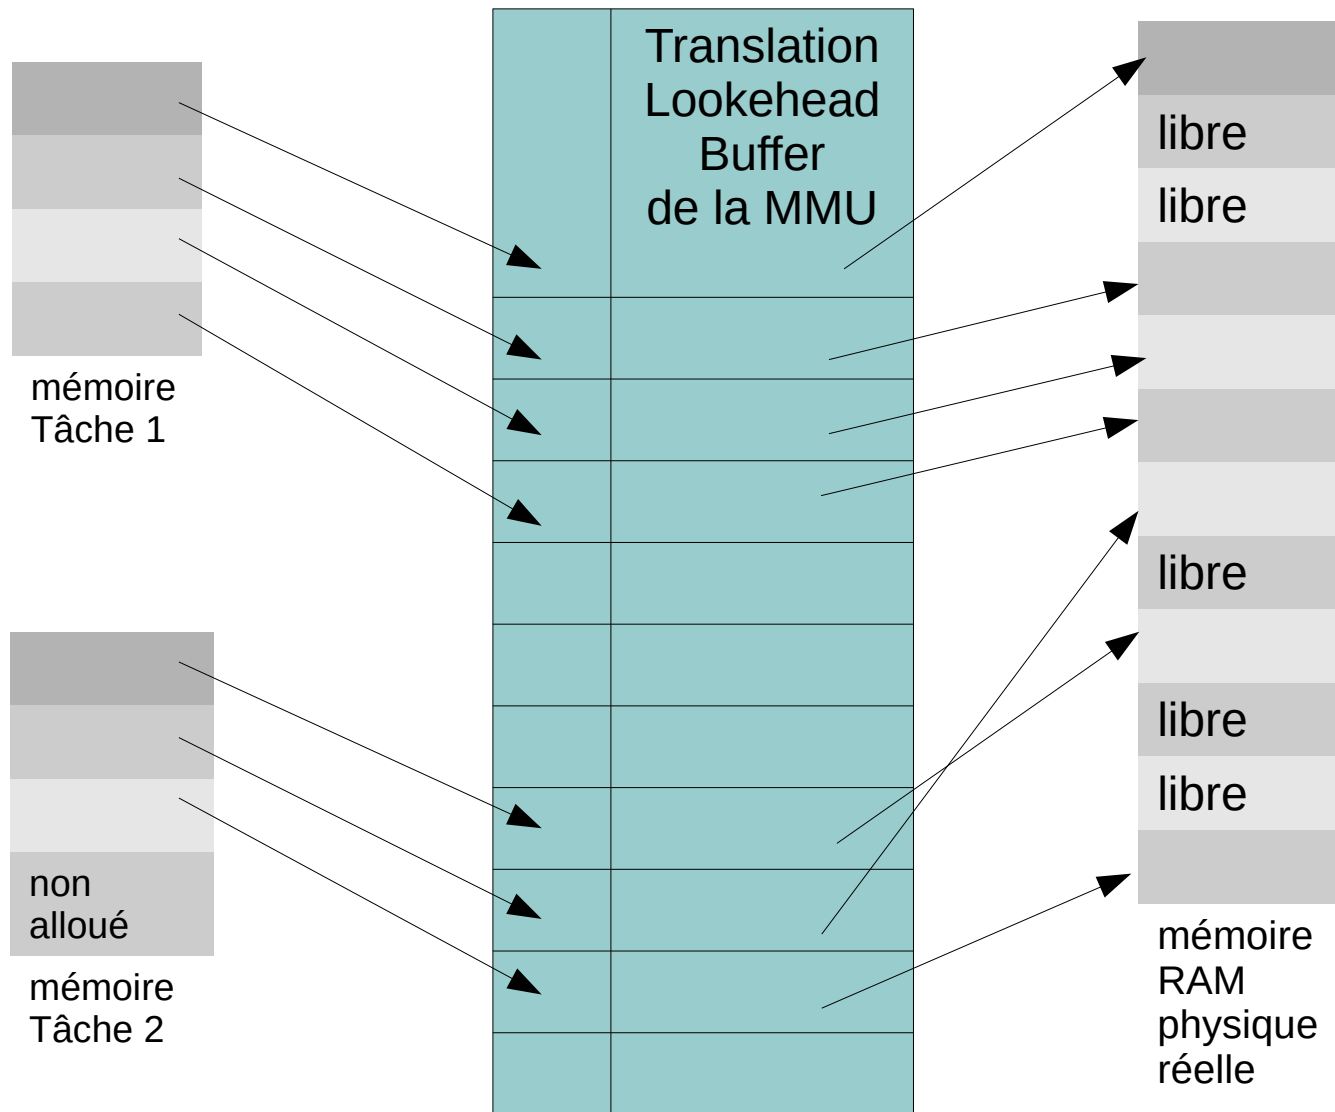 Translation
Lookehead
Buffer
de la MMU
mémoire
Tâche 1
non
alloué
mémoire
Tâche 2
libre
libre
libre
libre
libre
mémoire
RAM
physique
réelle